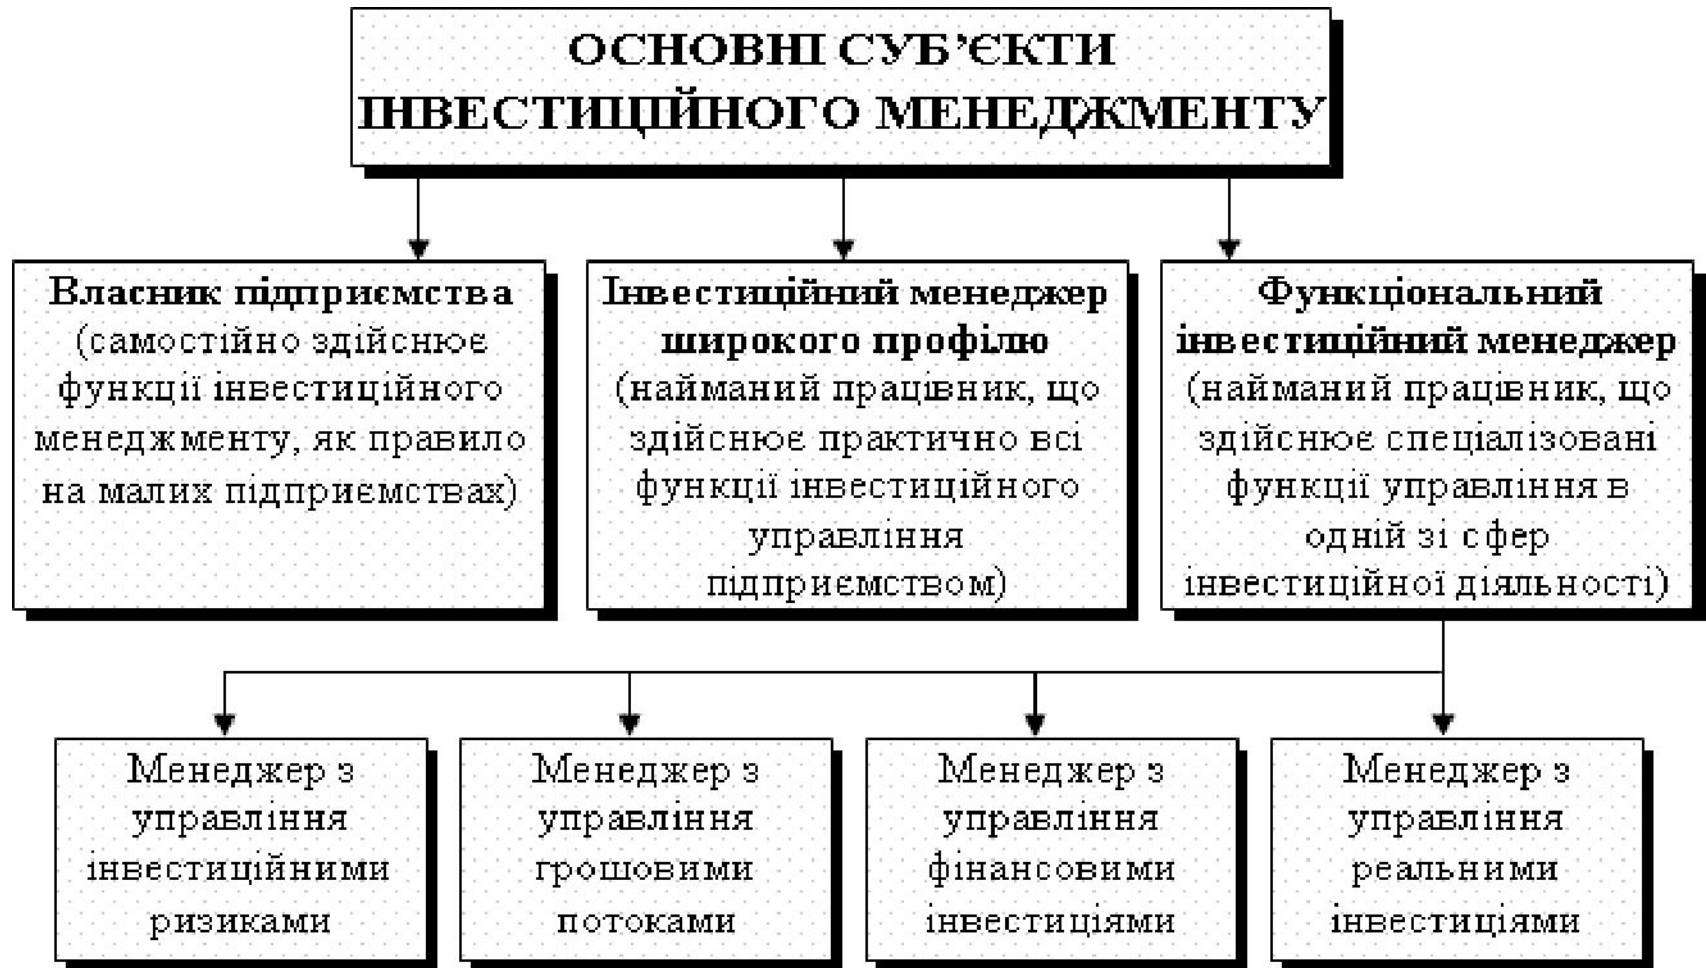 ОСНОВНІ СУБ’ЄКТИ
ІНВЕСТИЦІЙНОГО МЕНЕДЖМЕНТУ
Власник підприємства
(самостійно здійснює
функції інвестиційного
менеджменту, як правило
на малих підприємствах)
Інвестиційний менеджер
широкого профілю
(найманий працівник, що
здійснює практично всі
функції інвестиційного
управління
підприємством)
Функціональний
інвестиційний менеджер
(найманий працівник, що
здійснює спеціалізовані
функції управління в
одній зі сфер
інвестиційної діяльності)
Менеджер з
управління
інвестиційними
ризиками
Менеджер з
управління
грошовими
потоками
Менеджер з
управління
фінансовими
інвестиціями
Менеджер з
управління
реальними
інвестиціями